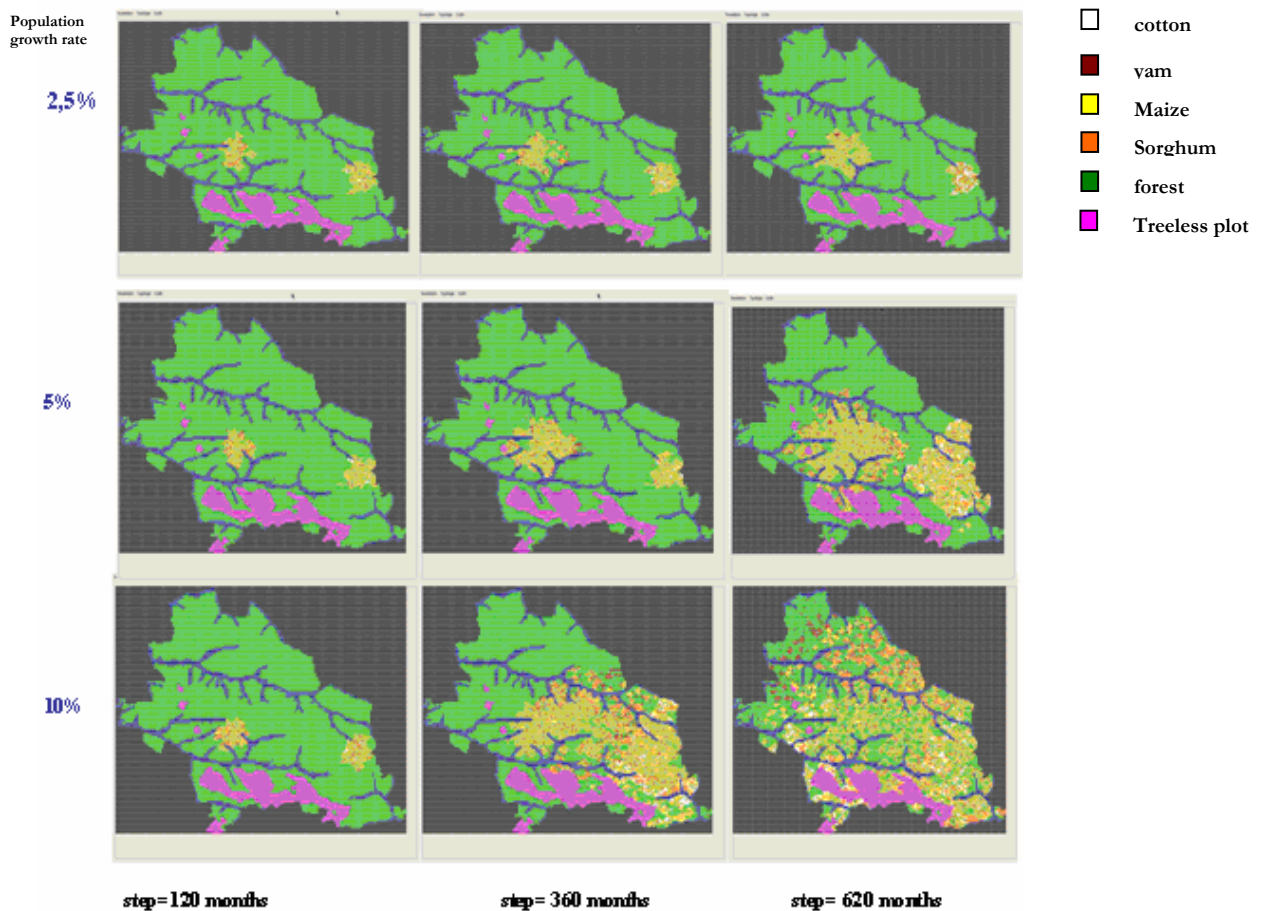 Population
growth rate
cotton
yam
Maize
Sorghum
forest
Treeless plot
2,5%
5%
10%
step=120 months
step= 360 months
step= 620 months